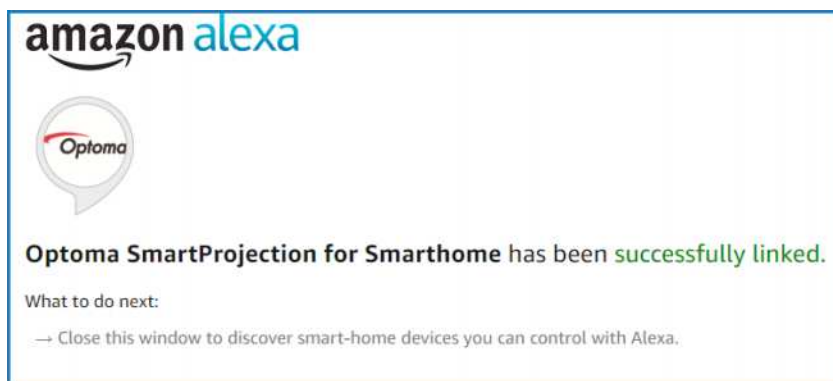 amazon alexa
Optoma
Optoma SmartProjection for Smarthome has been successfully linked.
What to do next:
→ Close this window to discover smart-home devices you can control with Alexa.